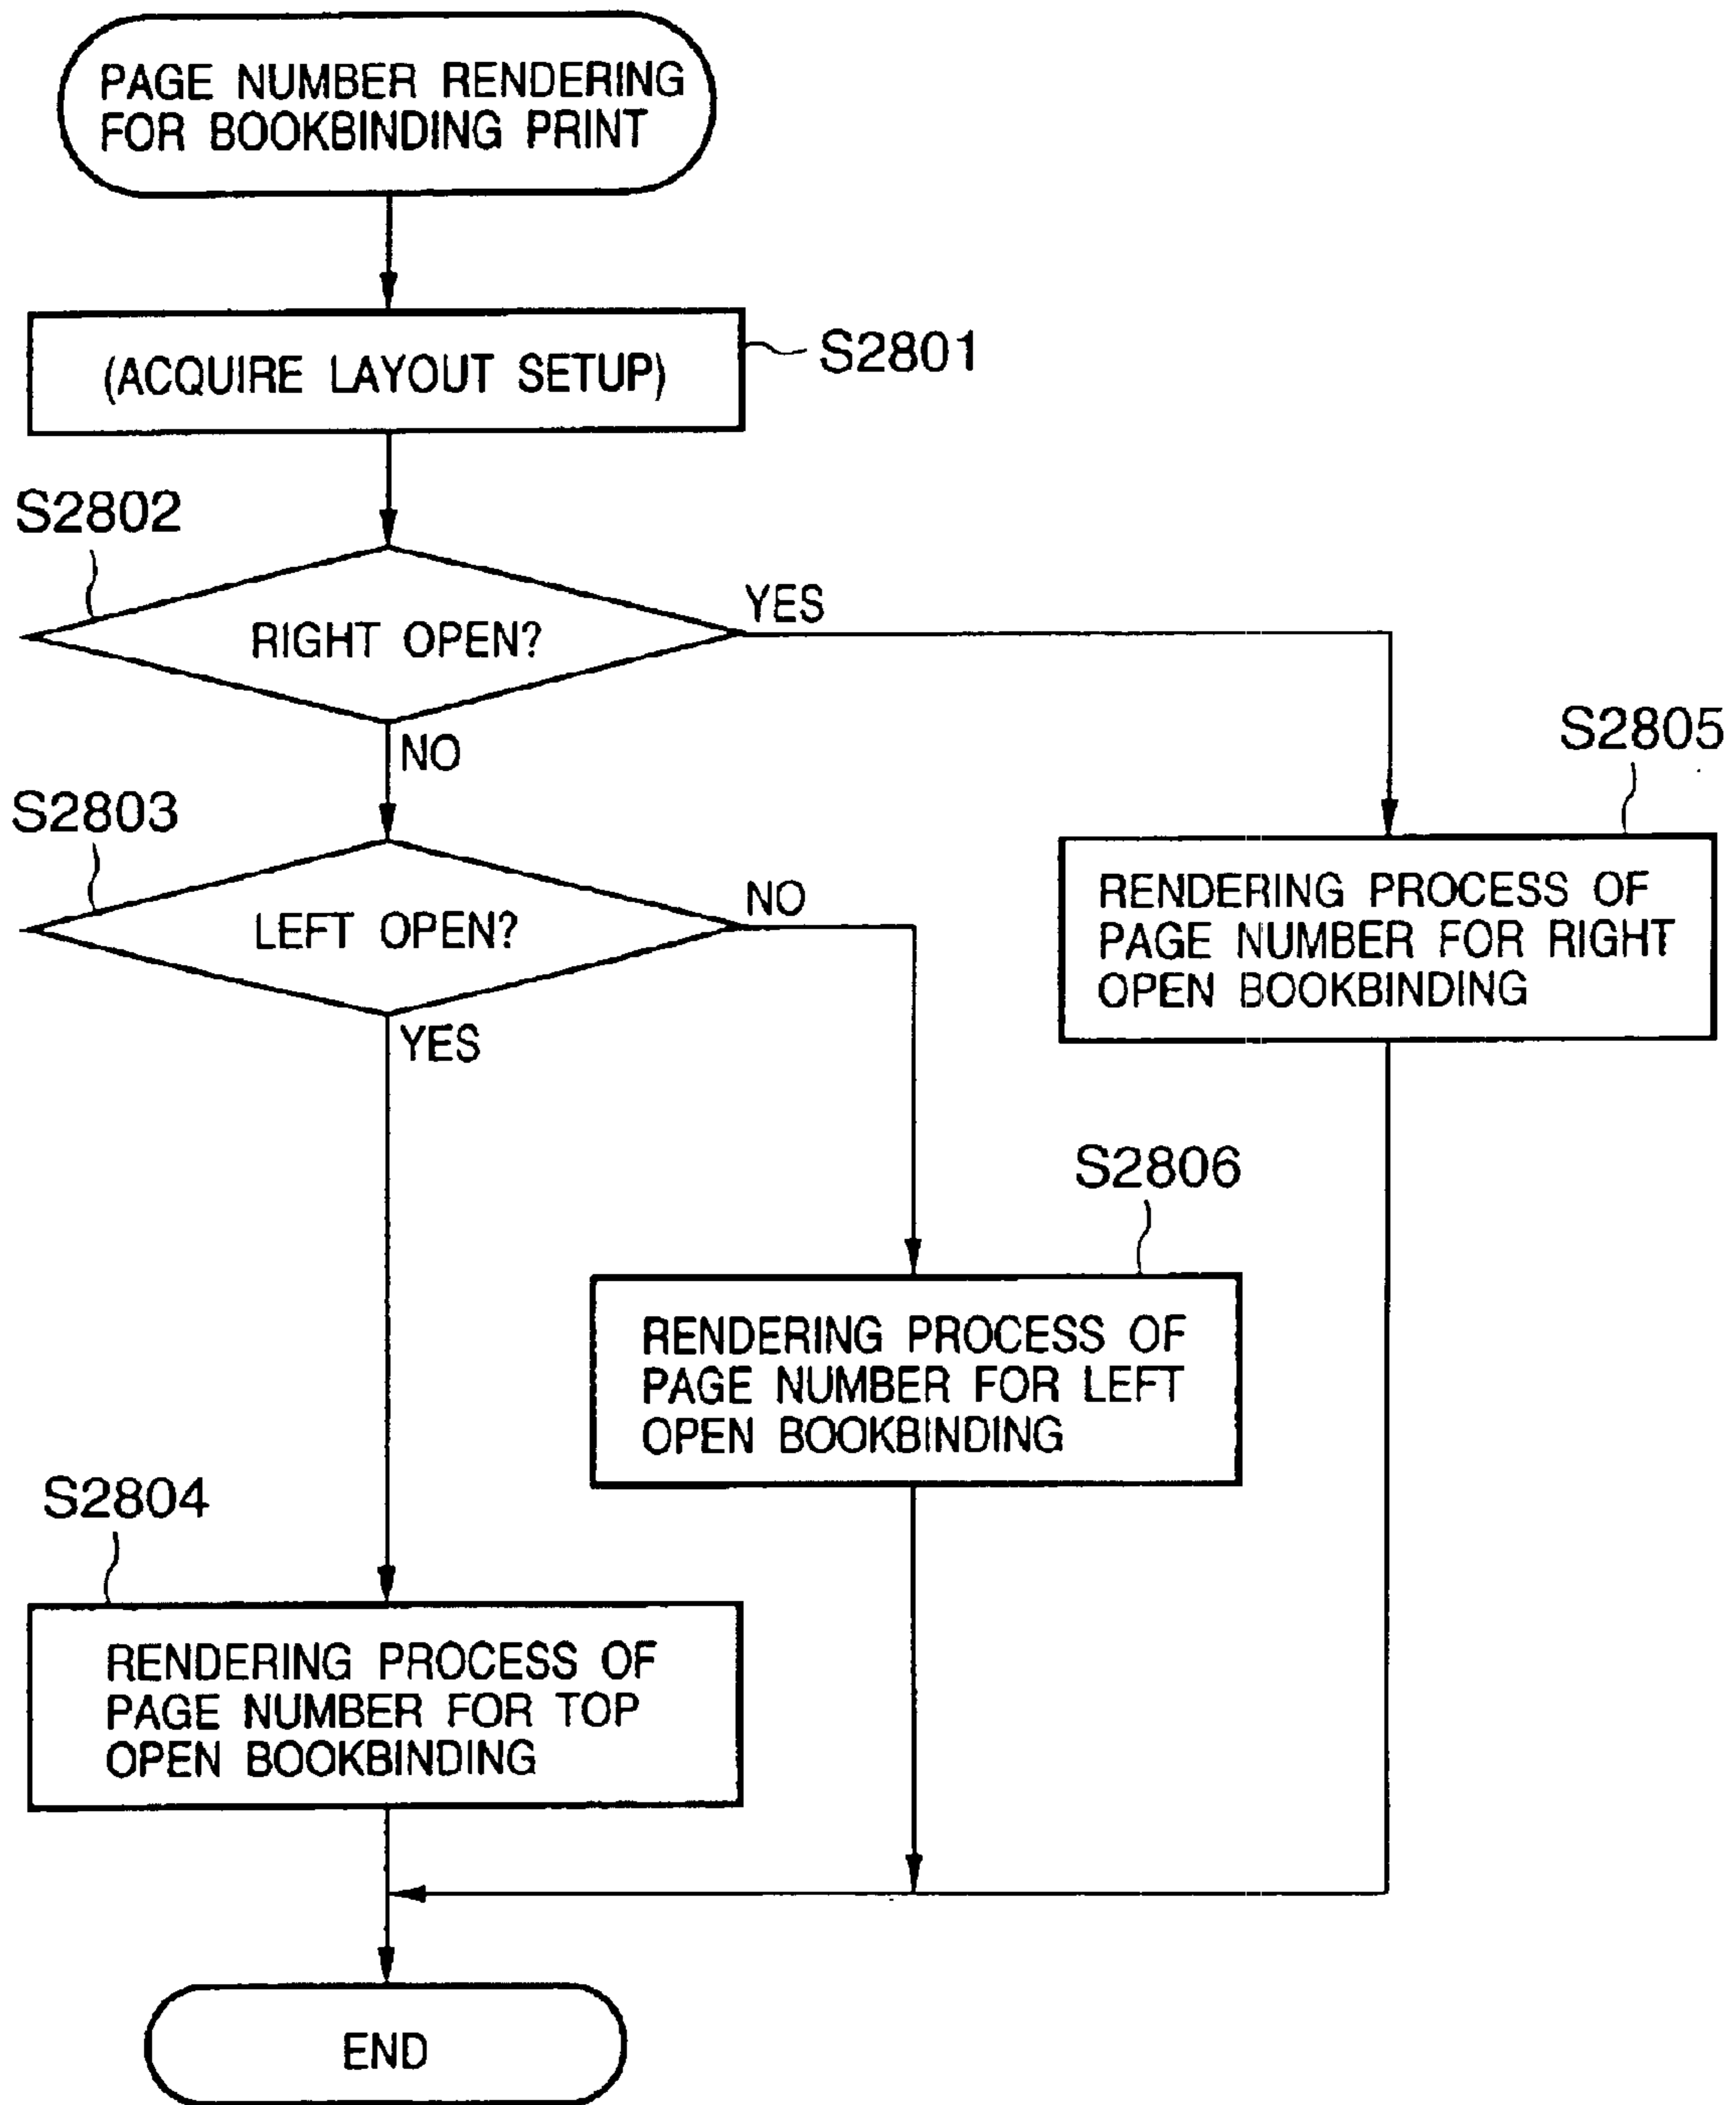 PAGE NUMBER RENDERING
FOR BOOKBINDING PRINT
(ACQUIRE LAYOUT SETUP)
S2801
S2802
RIGHT OPEN?
YES
NO
S2803
LEFT OPEN?
NO
YES
S2805
RENDERING PROCESS OF
PAGE NUMBER FOR RIGHT
OPEN BOOKBINDING
S2806
RENDERING PROCESS OF
PAGE NUMBER FOR LEFT
OPEN BOOKBINDING
S2804
RENDERING PROCESS OF
PAGE NUMBER FOR TOP
OPEN BOOKBINDING
END